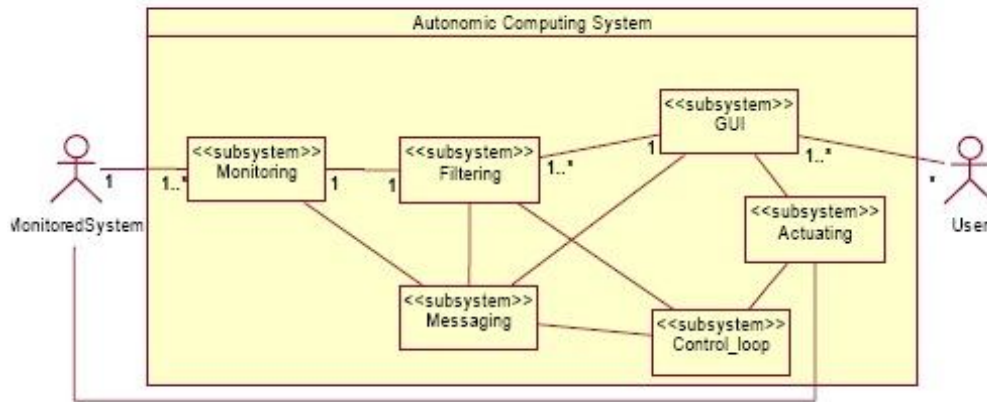 Autonomic Computing System
<<subsystem>>
GUI
<<subsystem>>
Monitoring
<<subsystem>>
Filtering
1
1..*
1
1
1..*
1
1..*
*
MonitoredSystem
<<subsystem>>
Actuating
User
<<subsystem>>
Messaging
<<subsystem>>
Control_loop